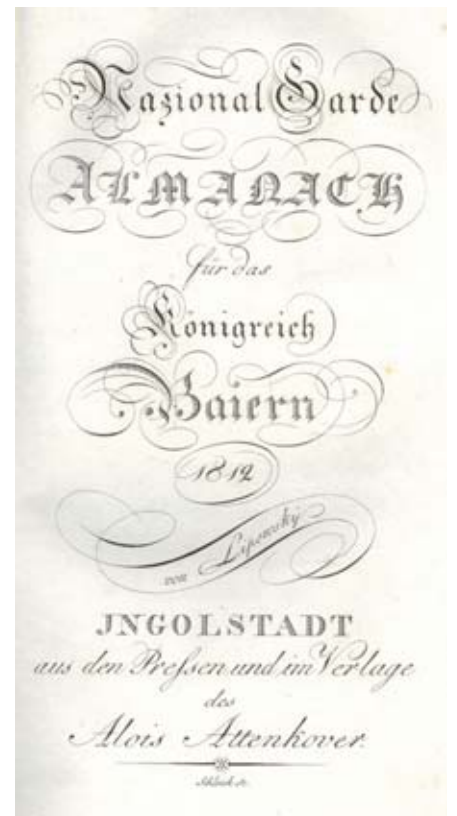 Nazional Garde
ALMANACH
für das
Königreich
Baiern
1812
von Lipowsky
JNGOLSTADT
aus den Pressen und im Verlage
des
Alois Attenkover.